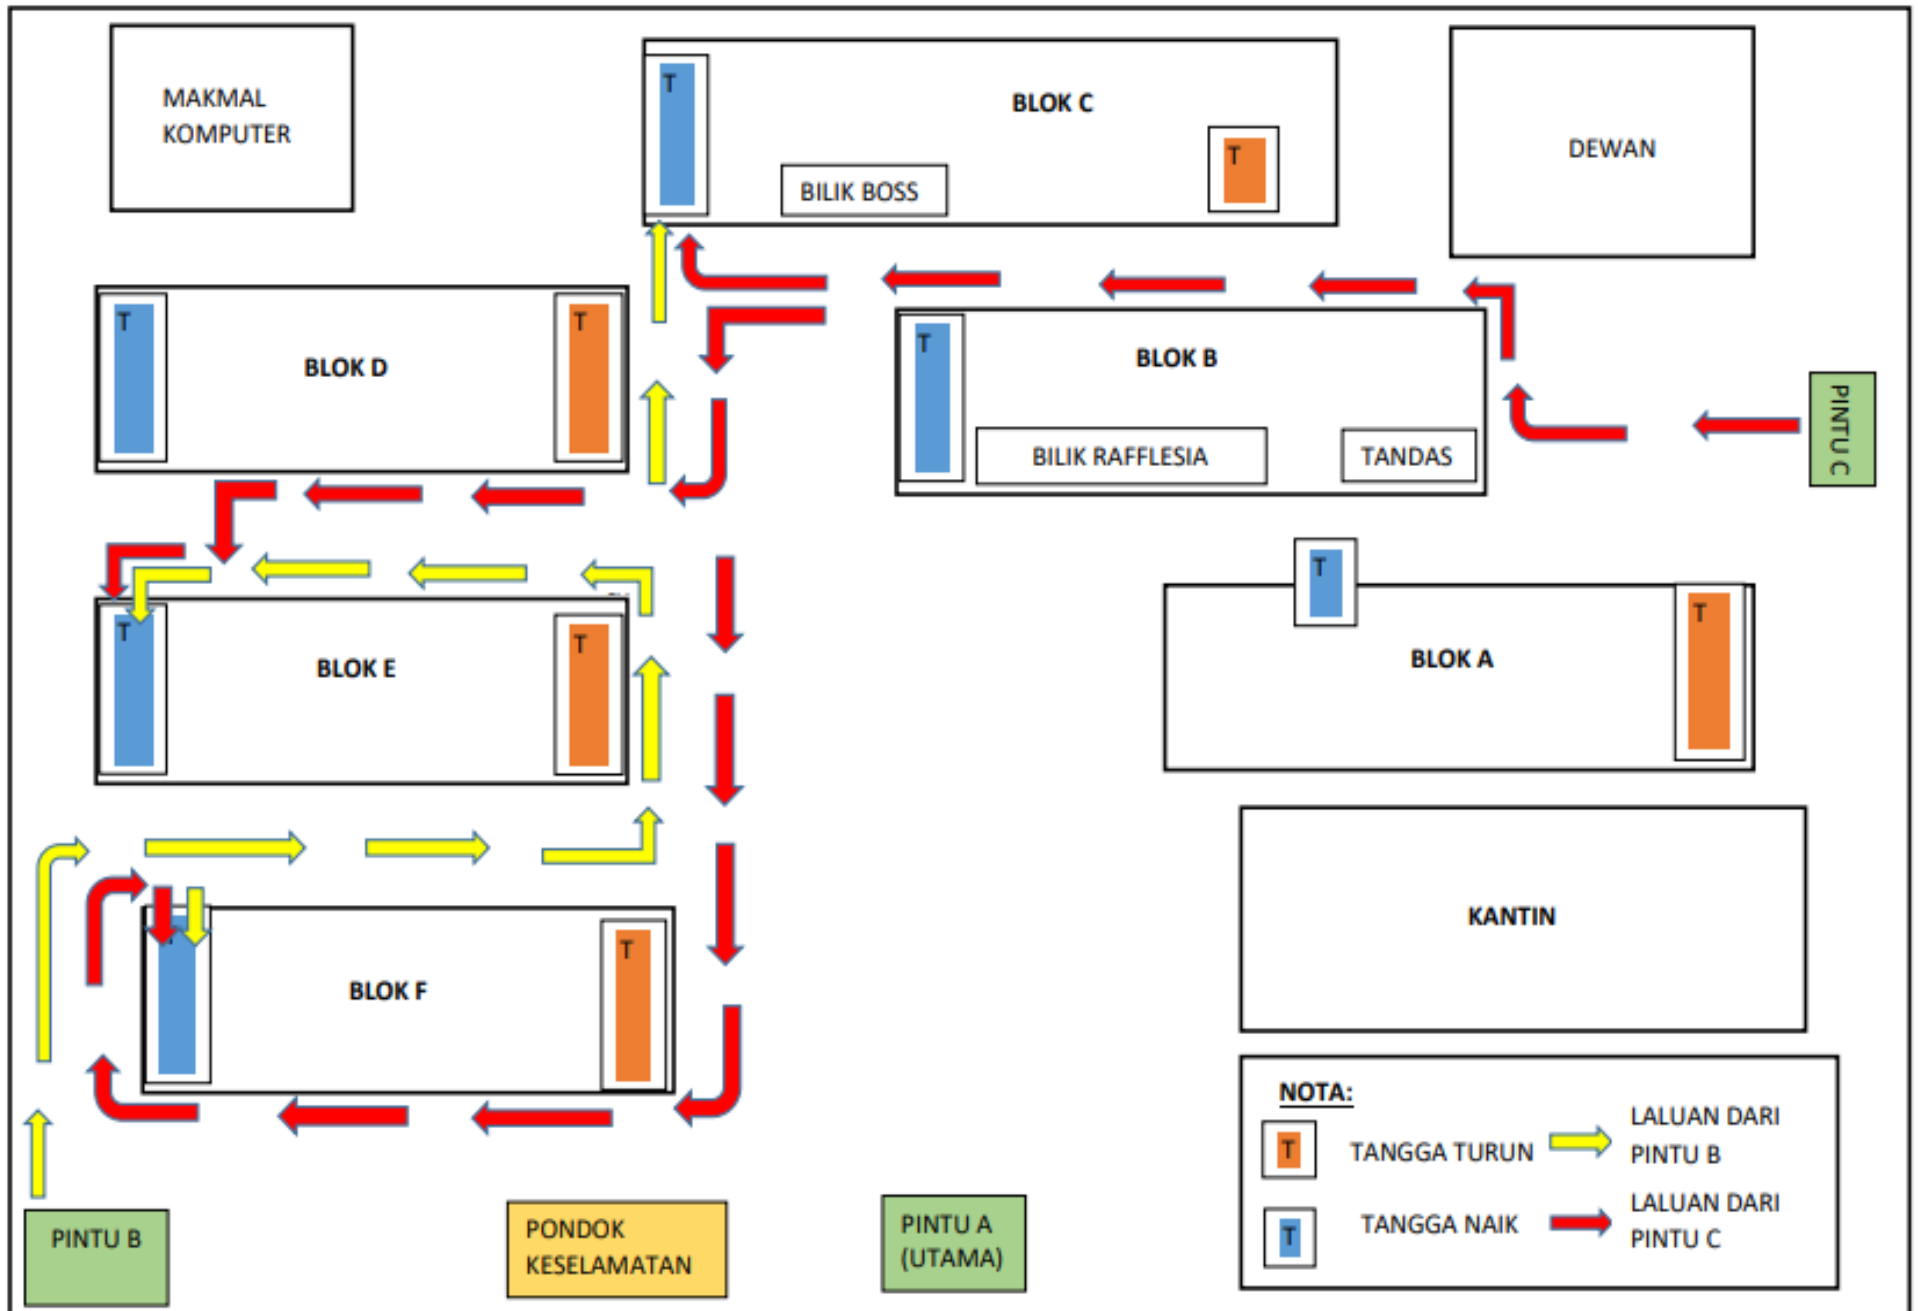 MAKMAL
KOMPUTER
T
BLOK C
T
BILIK BOSS
DEWAN
T
BLOK D
T
T
BLOK B
BILIK RAFFLESIA
TANDAS
PINTU C
T
BLOK E
T
T
BLOK A
T
BLOK F
T
KANTIN
NOTA:
T
TANGGA TURUN
LALUAN DARI
PINTU B
T
TANGGA NAIK
LALUAN DARI
PINTU C
PINTU B
PONDOK
KESELAMATAN
PINTU A
(UTAMA)